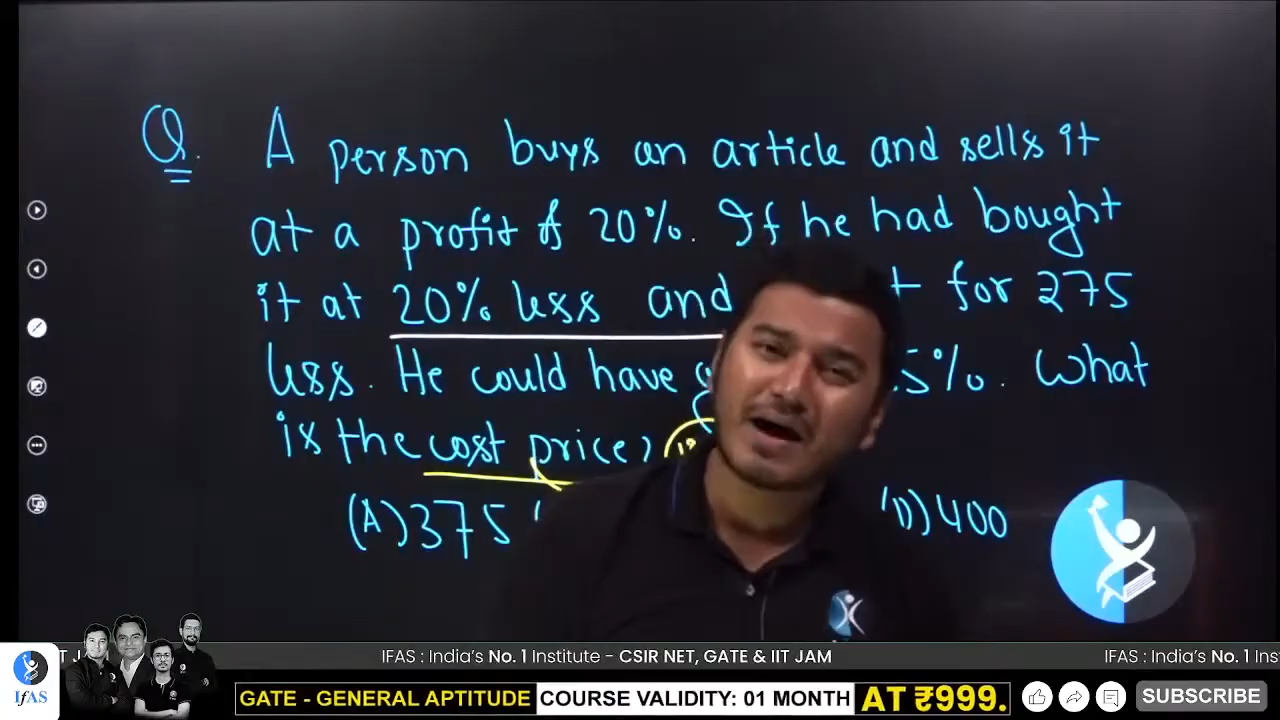 Q. A person buys an article and sells it
at a profit of 20%. If he had bought
it at 20% less and for ₹75
less. He could have 5%. What
is the cost price?
(A) 375 (D) 400
IFAS : India's No. 1 Institute - CSIR NET, GATE & IIT JAM
IFAS : India's No. 1 Insti
IFAS
GATE - GENERAL APTITUDE COURSE VALIDITY: 01 MONTH AT ₹999. SUBSCRIBE